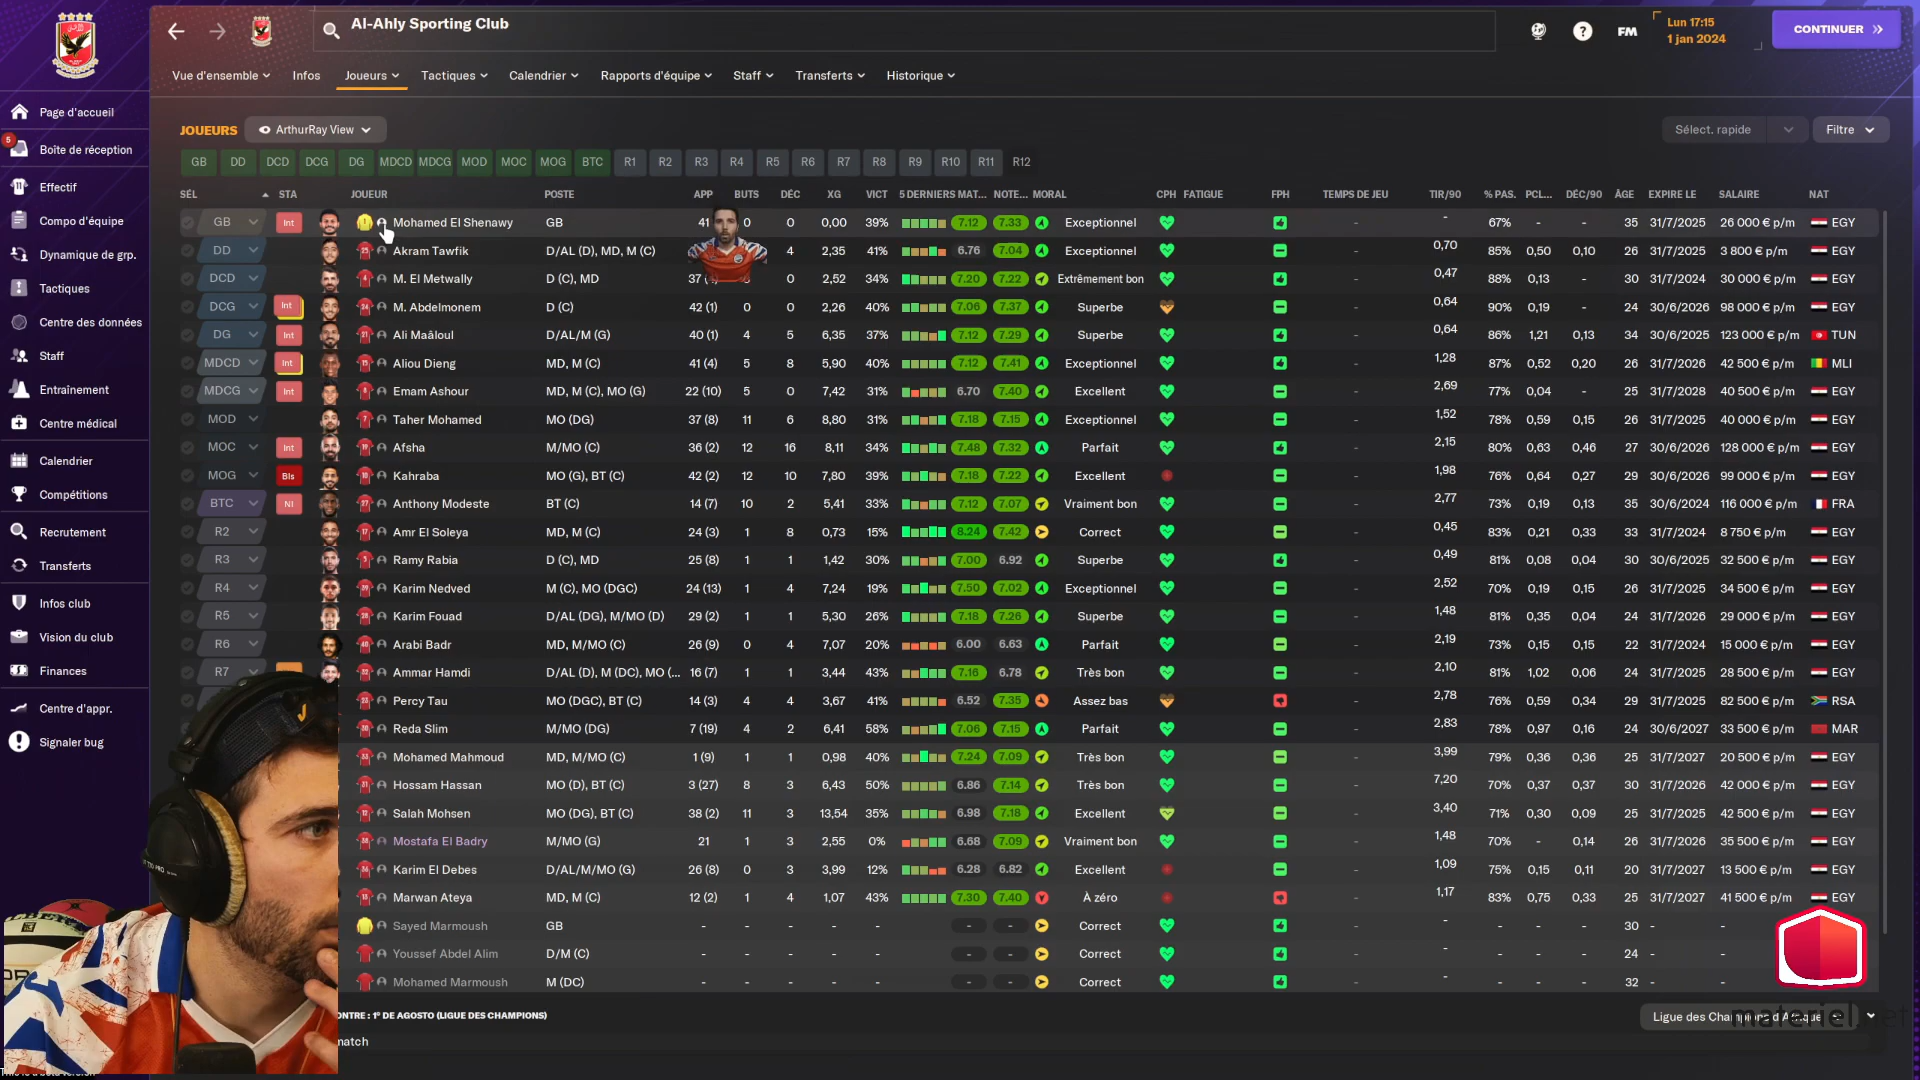 Al-Ahly Sporting Club
FM
Lun 17:15
1 jan 2024
CONTINUER
Vue d'ensemble Infos Joueurs Tactiques Calendrier Rapports d'équipe Staff Transferts Historique
Page d'accueil
5
Boîte de réception
Effectif
Compo d'équipe
Dynamique de grp.
Tactiques
Centre des données
Staff
Entraînement
Centre médical
Calendrier
Compétitions
Recrutement
Transferts
Infos club
Vision du club
Finances
Centre d'appr.
Signaler bug
JOUEURS ArthurRay View Sélect. rapide Filtre
GB DD DCD DCG DG MDCD MDCG MOD MOC MOG BTC R1 R2 R3 R4 R5 R6 R7 R8 R9 R10 R11 R12
SÉL STA JOUEUR POSTE APP BUTS DÉC XG VICT 5 DERNIERS MAT... NOTE... MORAL CPH FATIGUE FPH TEMPS DE JEU TIR/90 % PAS. PCL... DÉC/90 ÂGE EXPIRE LE SALAIRE NAT
GB Int Mohamed El Shenawy GB 41 0 0 0,00 39% 7.12 7.33 Exceptionnel - - 67% - - 35 31/7/2025 26 000 € p/m EGY
DD Akram Tawfik D/AL (D), MD, M (C) 4 2,35 41% 6.76 7.04 Exceptionnel - 0,70 85% 0,50 0,10 26 31/7/2025 3 800 € p/m EGY
DCD M. El Metwally D (C), MD 37 0 2,52 34% 7.20 7.22 Extrêmement bon - 0,47 88% 0,13 - 30 31/7/2024 30 000 € p/m EGY
DCG Int M. Abdelmonem D (C) 42 (1) 0 0 2,26 40% 7.06 7.37 Superbe - 0,64 90% 0,19 - 24 30/6/2026 98 000 € p/m EGY
DG Int Ali Maâloul D/AL/M (G) 40 (1) 4 5 6,35 37% 7.12 7.29 Superbe - 0,64 86% 1,21 0,13 34 30/6/2025 123 000 € p/m TUN
MDCD Int Aliou Dieng MD, M (C) 41 (4) 5 8 5,90 40% 7.12 7.41 Exceptionnel - 1,28 87% 0,52 0,20 26 31/7/2026 42 500 € p/m MLI
MDCG Int Emam Ashour MD, M (C), MO (G) 22 (10) 5 0 7,42 31% 6.70 7.40 Excellent - 2,69 77% 0,04 - 25 31/7/2028 40 500 € p/m EGY
MOD Taher Mohamed MO (DG) 37 (8) 11 6 8,80 31% 7.18 7.15 Exceptionnel - 1,52 78% 0,59 0,15 26 31/7/2025 40 000 € p/m EGY
MOC Int Afsha M/MO (C) 36 (2) 12 16 8,11 34% 7.48 7.32 Parfait - 2,15 80% 0,63 0,46 27 30/6/2026 128 000 € p/m EGY
MOG Bls Kahraba MO (G), BT (C) 42 (2) 12 10 7,80 39% 7.18 7.22 Excellent - 1,98 76% 0,64 0,27 29 30/6/2026 99 000 € p/m EGY
BTC NI Anthony Modeste BT (C) 14 (7) 10 2 5,41 33% 7.12 7.07 Vraiment bon - 2,77 73% 0,19 0,13 35 30/6/2024 116 000 € p/m FRA
R2 Amr El Soleya MD, M (C) 24 (3) 1 8 0,73 15% 8.24 7.42 Correct - 0,45 83% 0,21 0,33 33 31/7/2024 8 750 € p/m EGY
R3 Ramy Rabia D (C), MD 25 (8) 1 1 1,42 30% 7.00 6.92 Superbe - 0,49 81% 0,08 0,04 30 30/6/2025 32 500 € p/m EGY
R4 Karim Nedved M (C), MO (DGC) 24 (13) 1 4 7,24 19% 7.50 7.02 Exceptionnel - 2,52 70% 0,19 0,15 26 31/7/2025 34 500 € p/m EGY
R5 Karim Fouad D/AL (DG), M/MO (D) 29 (2) 1 1 5,30 26% 7.18 7.26 Superbe - 1,48 81% 0,35 0,04 24 31/7/2026 29 000 € p/m EGY
R6 Arabi Badr MD, M/MO (C) 26 (9) 0 4 7,07 20% 6.00 6.63 Parfait - 2,19 73% 0,15 0,15 22 31/7/2024 15 000 € p/m EGY
R7 Ammar Hamdi D/AL (D), M (DC), MO (... 16 (7) 1 1 3,44 43% 7.16 6.78 Très bon - 2,10 81% 1,02 0,06 24 31/7/2025 28 500 € p/m EGY
Percy Tau MO (DGC), BT (C) 14 (3) 4 4 3,67 41% 6.52 7.35 Assez bas - 2,78 76% 0,59 0,34 29 31/7/2025 82 500 € p/m RSA
Reda Slim M/MO (DG) 7 (19) 4 2 6,41 58% 7.06 7.15 Parfait - 2,83 78% 0,97 0,16 24 30/6/2027 33 500 € p/m MAR
Mohamed Mahmoud MD, M/MO (C) 1 (9) 1 1 0,98 40% 7.24 7.09 Très bon - 3,99 79% 0,36 0,36 25 31/7/2027 20 500 € p/m EGY
Hossam Hassan MO (D), BT (C) 3 (27) 8 3 6,43 50% 6.86 7.14 Très bon - 7,20 70% 0,37 0,37 30 31/7/2026 42 000 € p/m EGY
Salah Mohsen MO (DG), BT (C) 38 (2) 11 3 13,54 35% 6.98 7.18 Excellent - 3,40 71% 0,30 0,09 25 31/7/2025 42 500 € p/m EGY
Mostafa El Badry M/MO (G) 21 1 3 2,55 0% 6.68 7.09 Vraiment bon - 1,48 70% - 0,14 26 31/7/2026 35 500 € p/m EGY
Karim El Debes D/AL/M/MO (G) 26 (8) 0 3 3,99 12% 6.28 6.82 Excellent - 1,09 75% 0,15 0,11 20 31/7/2027 13 500 € p/m EGY
Marwan Ateya MD, M (C) 12 (2) 1 4 1,07 43% 7.30 7.40 À zéro - 1,17 83% 0,75 0,33 25 31/7/2027 41 500 € p/m EGY
Sayed Marmoush GB - - - - - - - Correct - - - - - 30 - -
Youssef Abdel Alim D/M (C) - - - - - - - Correct - - - - - 24 - -
Mohamed Marmoush M (DC) - - - - - - - Correct - - - - - 32 - -
ONTRE : 1º DE AGOSTO (LIGUE DES CHAMPIONS)
match
Ligue des Champions d'Afrique
materiel.net